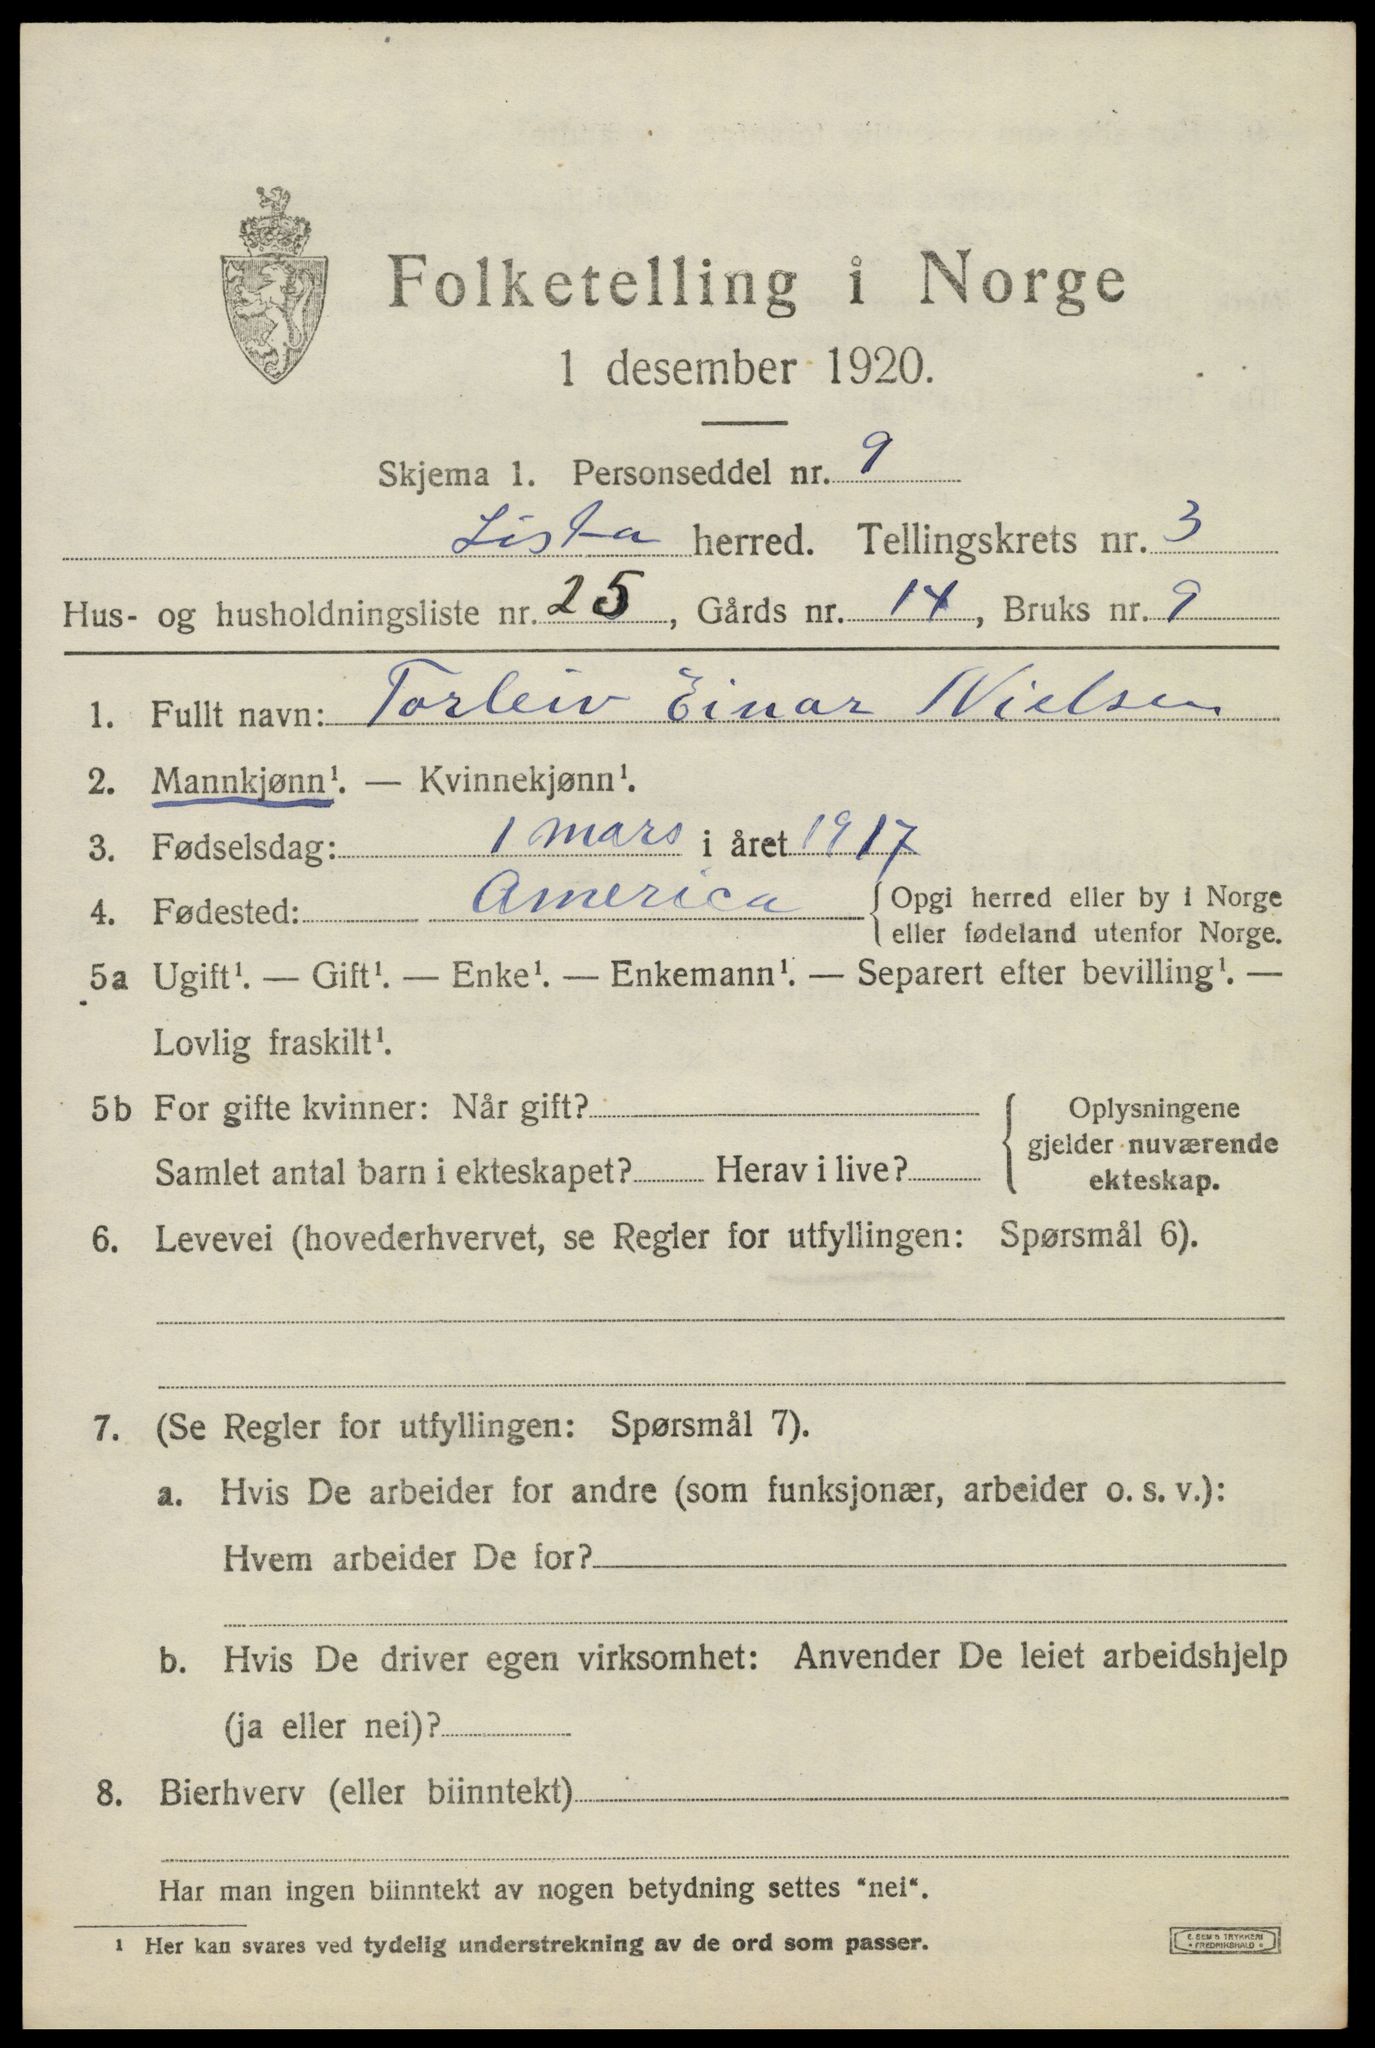 Folketelling i Norge
1 desember 1920.
Skjema 1. Personseddel nr. 9
Lista herred. Tellingskrets nr. 3
Hus- og husholdningsliste nr. 25, Gårds nr. 14, Bruks nr. 9
1. Fullt navn: Torleiv Einar Nielsen
2. Mannkjønn¹. — Kvinnekjønn¹.
3. Fødselsdag: 1 mars i året 1917
4. Fødested: America { Opgi herred eller by i Norge
eller fødeland utenfor Norge.
5a Ugift¹. — Gift¹. — Enke¹. — Enkemann¹. — Separert efter bevilling¹. —
Lovlig fraskilt¹.
5b For gifte kvinner: Når gift? { Oplysningene
gjelder nuværende
Samlet antal barn i ekteskapet? Herav i live? ekteskap.
6. Levevei (hovederhvervet, se Regler for utfyllingen: Spørsmål 6).
7. (Se Regler for utfyllingen: Spørsmål 7).
a. Hvis De arbeider for andre (som funksjonær, arbeider o. s. v.):
Hvem arbeider De for?
b. Hvis De driver egen virksomhet: Anvender De leiet arbeidshjelp
(ja eller nei)?
8. Bierhverv (eller biinntekt)
Har man ingen biinntekt av nogen betydning settes "nei".
¹ Her kan svares ved tydelig understrekning av de ord som passer.
E. SEM'S TRYKKERI
• FREDRIKSHALD •